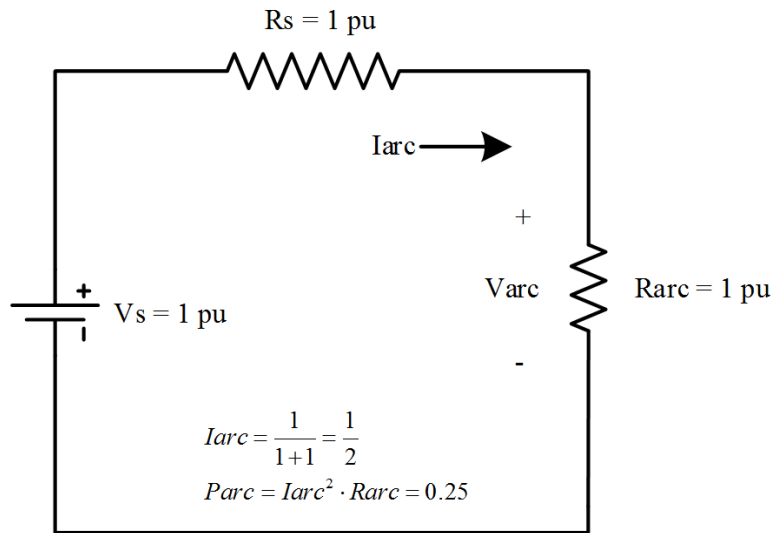 Rs = 1 pu
Iarc
+
Varc
Rarc = 1 pu
-
+
Vs = 1 pu
-
Iarc = 1/(1+1) = 1/2
Parc = Iarc² · Rarc = 0.25